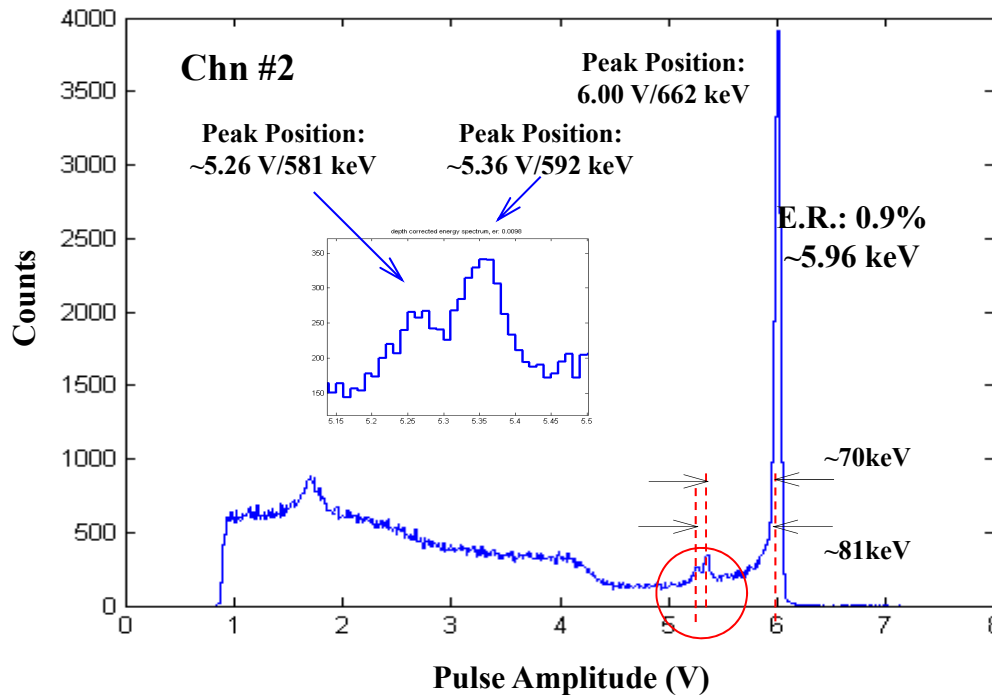 Chn #2
Peak Position:
6.00 V/662 keV
Peak Position:
~5.26 V/581 keV
Peak Position:
~5.36 V/592 keV
E.R.: 0.9%
~5.96 keV
depth corrected energy spectrum, er: 0.0098
350
300
250
200
150
5.15 5.2 5.25 5.3 5.35 5.4 5.45 5.5
~70keV
~81keV
4000
3500
3000
2500
2000
1500
1000
500
0
Counts
0 1 2 3 4 5 6 7 8
Pulse Amplitude (V)